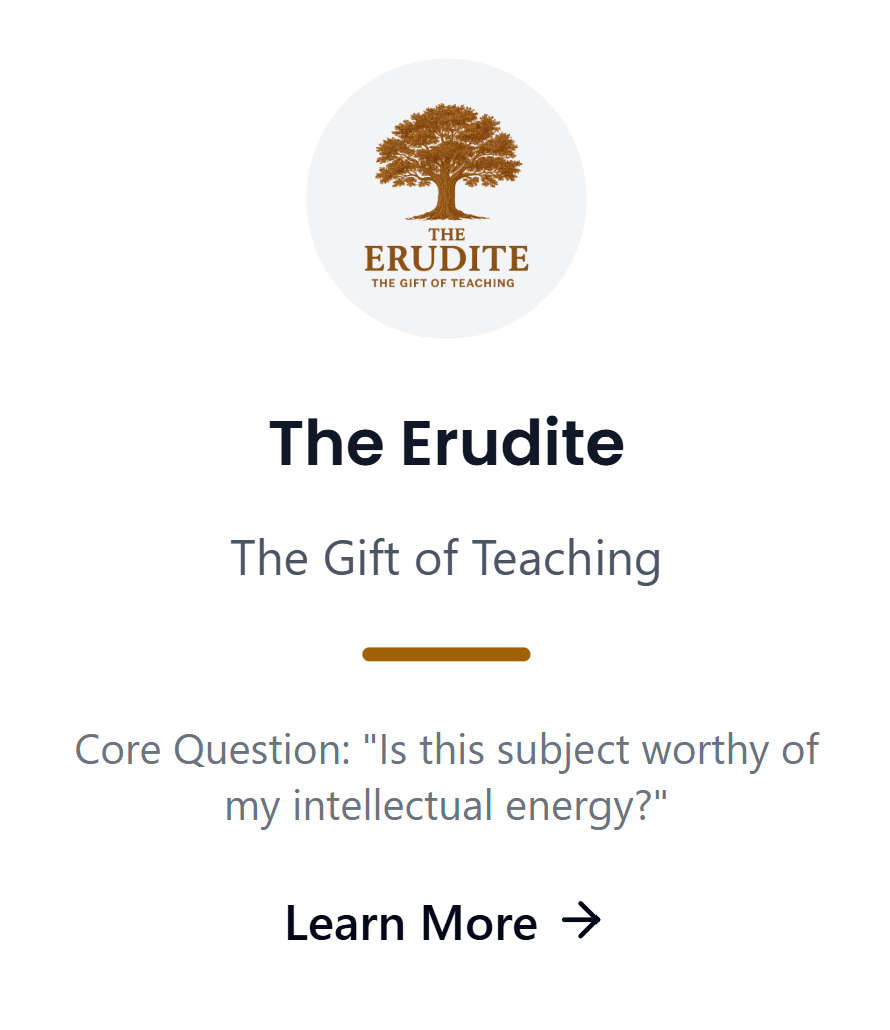 THE
ERUDITE
THE GIFT OF TEACHING
The Erudite
The Gift of Teaching
Core Question: "Is this subject worthy of
my intellectual energy?"
Learn More →